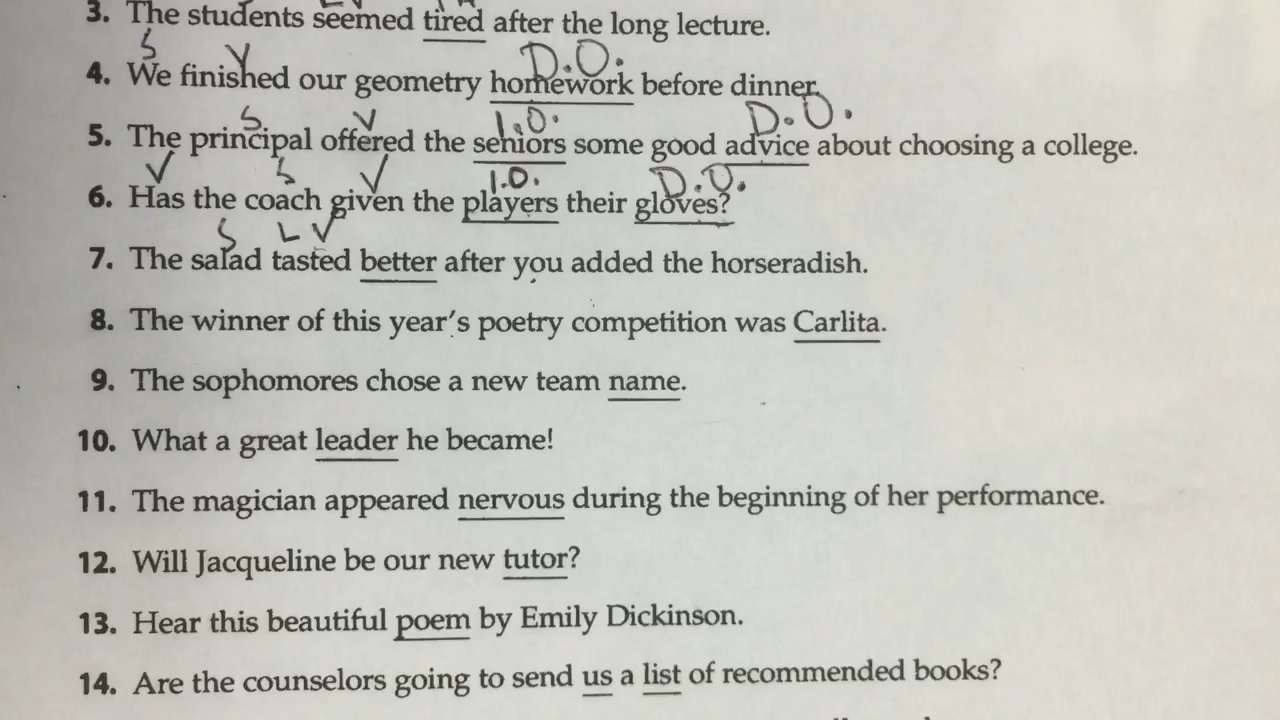 3. The students seemed tired after the long lecture.
S V D.O.
4. We finished our geometry homework before dinner.
S V I.O. D.O.
5. The principal offered the seniors some good advice about choosing a college.
V S V I.O. D.O.
6. Has the coach given the players their gloves?
S LV
7. The salad tasted better after you added the horseradish.
8. The winner of this year's poetry competition was Carlita.
9. The sophomores chose a new team name.
10. What a great leader he became!
11. The magician appeared nervous during the beginning of her performance.
12. Will Jacqueline be our new tutor?
13. Hear this beautiful poem by Emily Dickinson.
14. Are the counselors going to send us a list of recommended books?